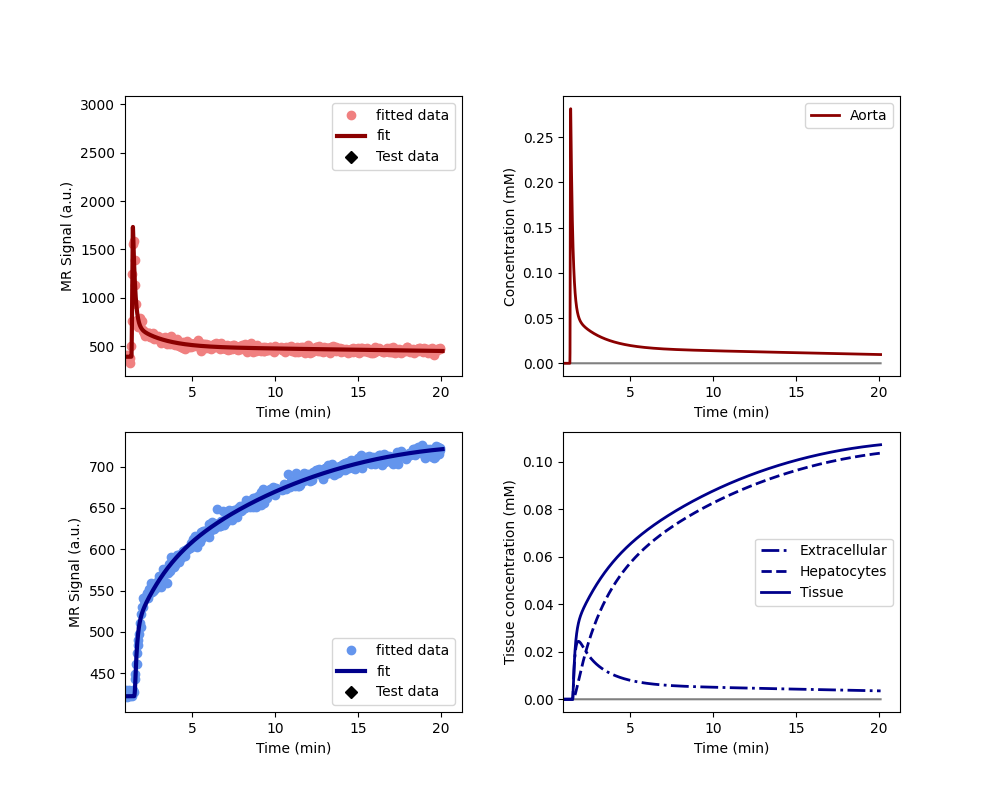 MR Signal (a.u.)
3000
2500
2000
1500
1000
500
5
10
15
20
Time (min)
fitted data
fit
Test data
Concentration (mM)
0.25
0.20
0.15
0.10
0.05
0.00
5
10
15
20
Time (min)
Aorta
MR Signal (a.u.)
700
650
600
550
500
450
5
10
15
20
Time (min)
fitted data
fit
Test data
Tissue concentration (mM)
0.10
0.08
0.06
0.04
0.02
0.00
5
10
15
20
Time (min)
Extracellular
Hepatocytes
Tissue